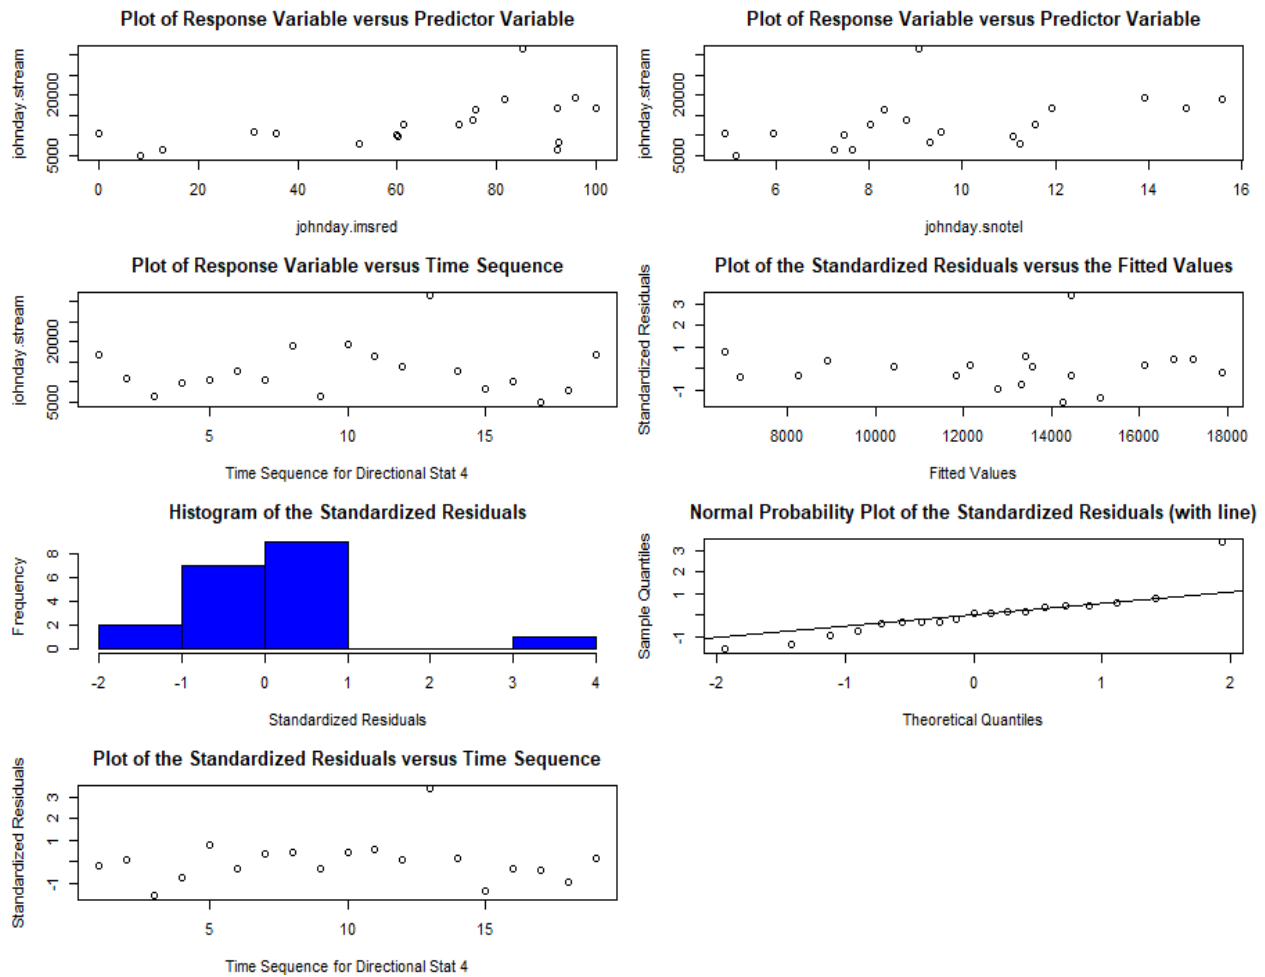 Plot of Response Variable versus Predictor Variable
johnday.stream
5000 20000
0 20 40 60 80 100
johnday.imsred
Plot of Response Variable versus Predictor Variable
johnday.stream
5000 20000
6 8 10 12 14 16
johnday.snotel
Plot of Response Variable versus Time Sequence
johnday.stream
5000 20000
5 10 15
Time Sequence for Directional Stat 4
Plot of the Standardized Residuals versus the Fitted Values
Standardized Residuals
-1 1 2 3
8000 10000 12000 14000 16000 18000
Fitted Values
Histogram of the Standardized Residuals
Frequency
0 2 4 6 8
-2 -1 0 1 2 3 4
Standardized Residuals
Normal Probability Plot of the Standardized Residuals (with line)
Sample Quantiles
-1 1 2 3
-2 -1 0 1 2
Theoretical Quantiles
Plot of the Standardized Residuals versus Time Sequence
Standardized Residuals
-1 1 2 3
5 10 15
Time Sequence for Directional Stat 4